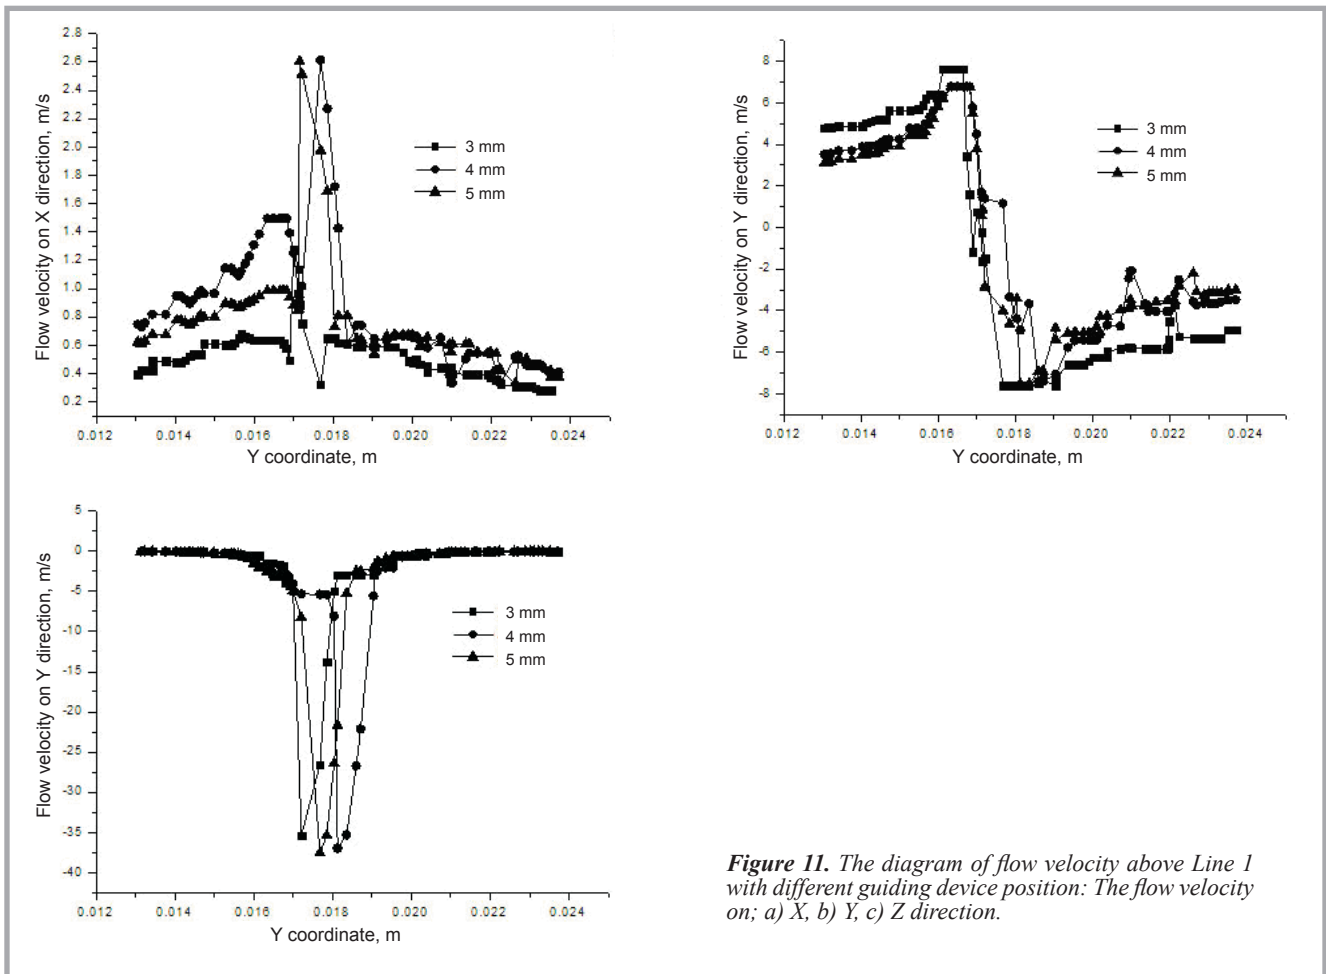 Flow velocity on X direction, m/s
2.8
2.6
2.4
2.2
2.0
1.8
1.6
1.4
1.2
1.0
0.8
0.6
0.4
0.2
3 mm
4 mm
5 mm
0.012 0.014 0.016 0.018 0.020 0.022 0.024
Y coordinate, m
Flow velocity on Y direction, m/s
8
6
4
2
0
-2
-4
-6
-8
3 mm
4 mm
5 mm
0.012 0.014 0.016 0.018 0.020 0.022 0.024
Y coordinate, m
Flow velocity on Y direction, m/s
5
0
-5
-10
-15
-20
-25
-30
-35
-40
3 mm
4 mm
5 mm
0.012 0.014 0.016 0.018 0.020 0.022 0.024
Y coordinate, m
Figure 11. The diagram of flow velocity above Line 1
with different guiding device position: The flow velocity
on; a) X, b) Y, c) Z direction.